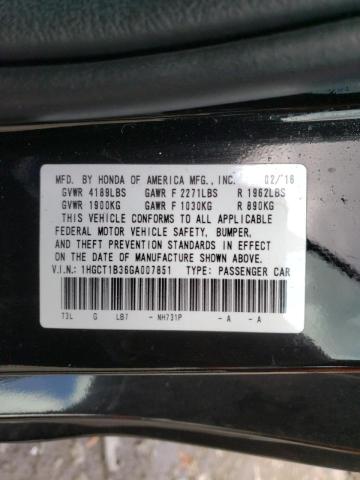 MFD. BY HONDA OF AMERICA MFG., INC. 02/16
GVWR 4189LBS GAWR F 2271LBS R 1962LBS
GVWR 1900KG GAWR F 1030KG R 890KG
THIS VEHICLE CONFORMS TO ALL APPLICABLE
FEDERAL MOTOR VEHICLE SAFETY, BUMPER,
AND THEFT PREVENTION STANDARDS IN EFFECT
ON THE DATE OF MANUFACTURE SHOWN ABOVE.
V.I.N.: 1HGCT1B36GA007851 TYPE: PASSENGER CAR
73L G LB7 - NH731P - A - A